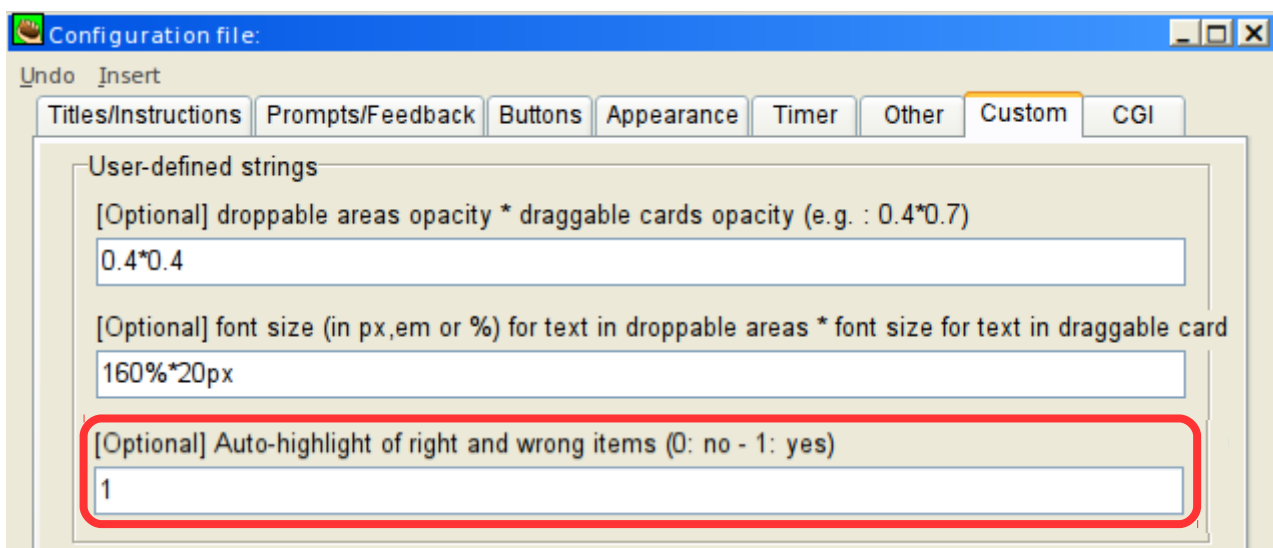 Configuration file:
Undo Insert
Titles/Instructions Prompts/Feedback Buttons Appearance Timer Other Custom CGI
User-defined strings
[Optional] droppable areas opacity * draggable cards opacity (e.g. : 0.4*0.7)
0.4*0.4
[Optional] font size (in px,em or %) for text in droppable areas * font size for text in draggable card
160%*20px
[Optional] Auto-highlight of right and wrong items (0: no - 1: yes)
1